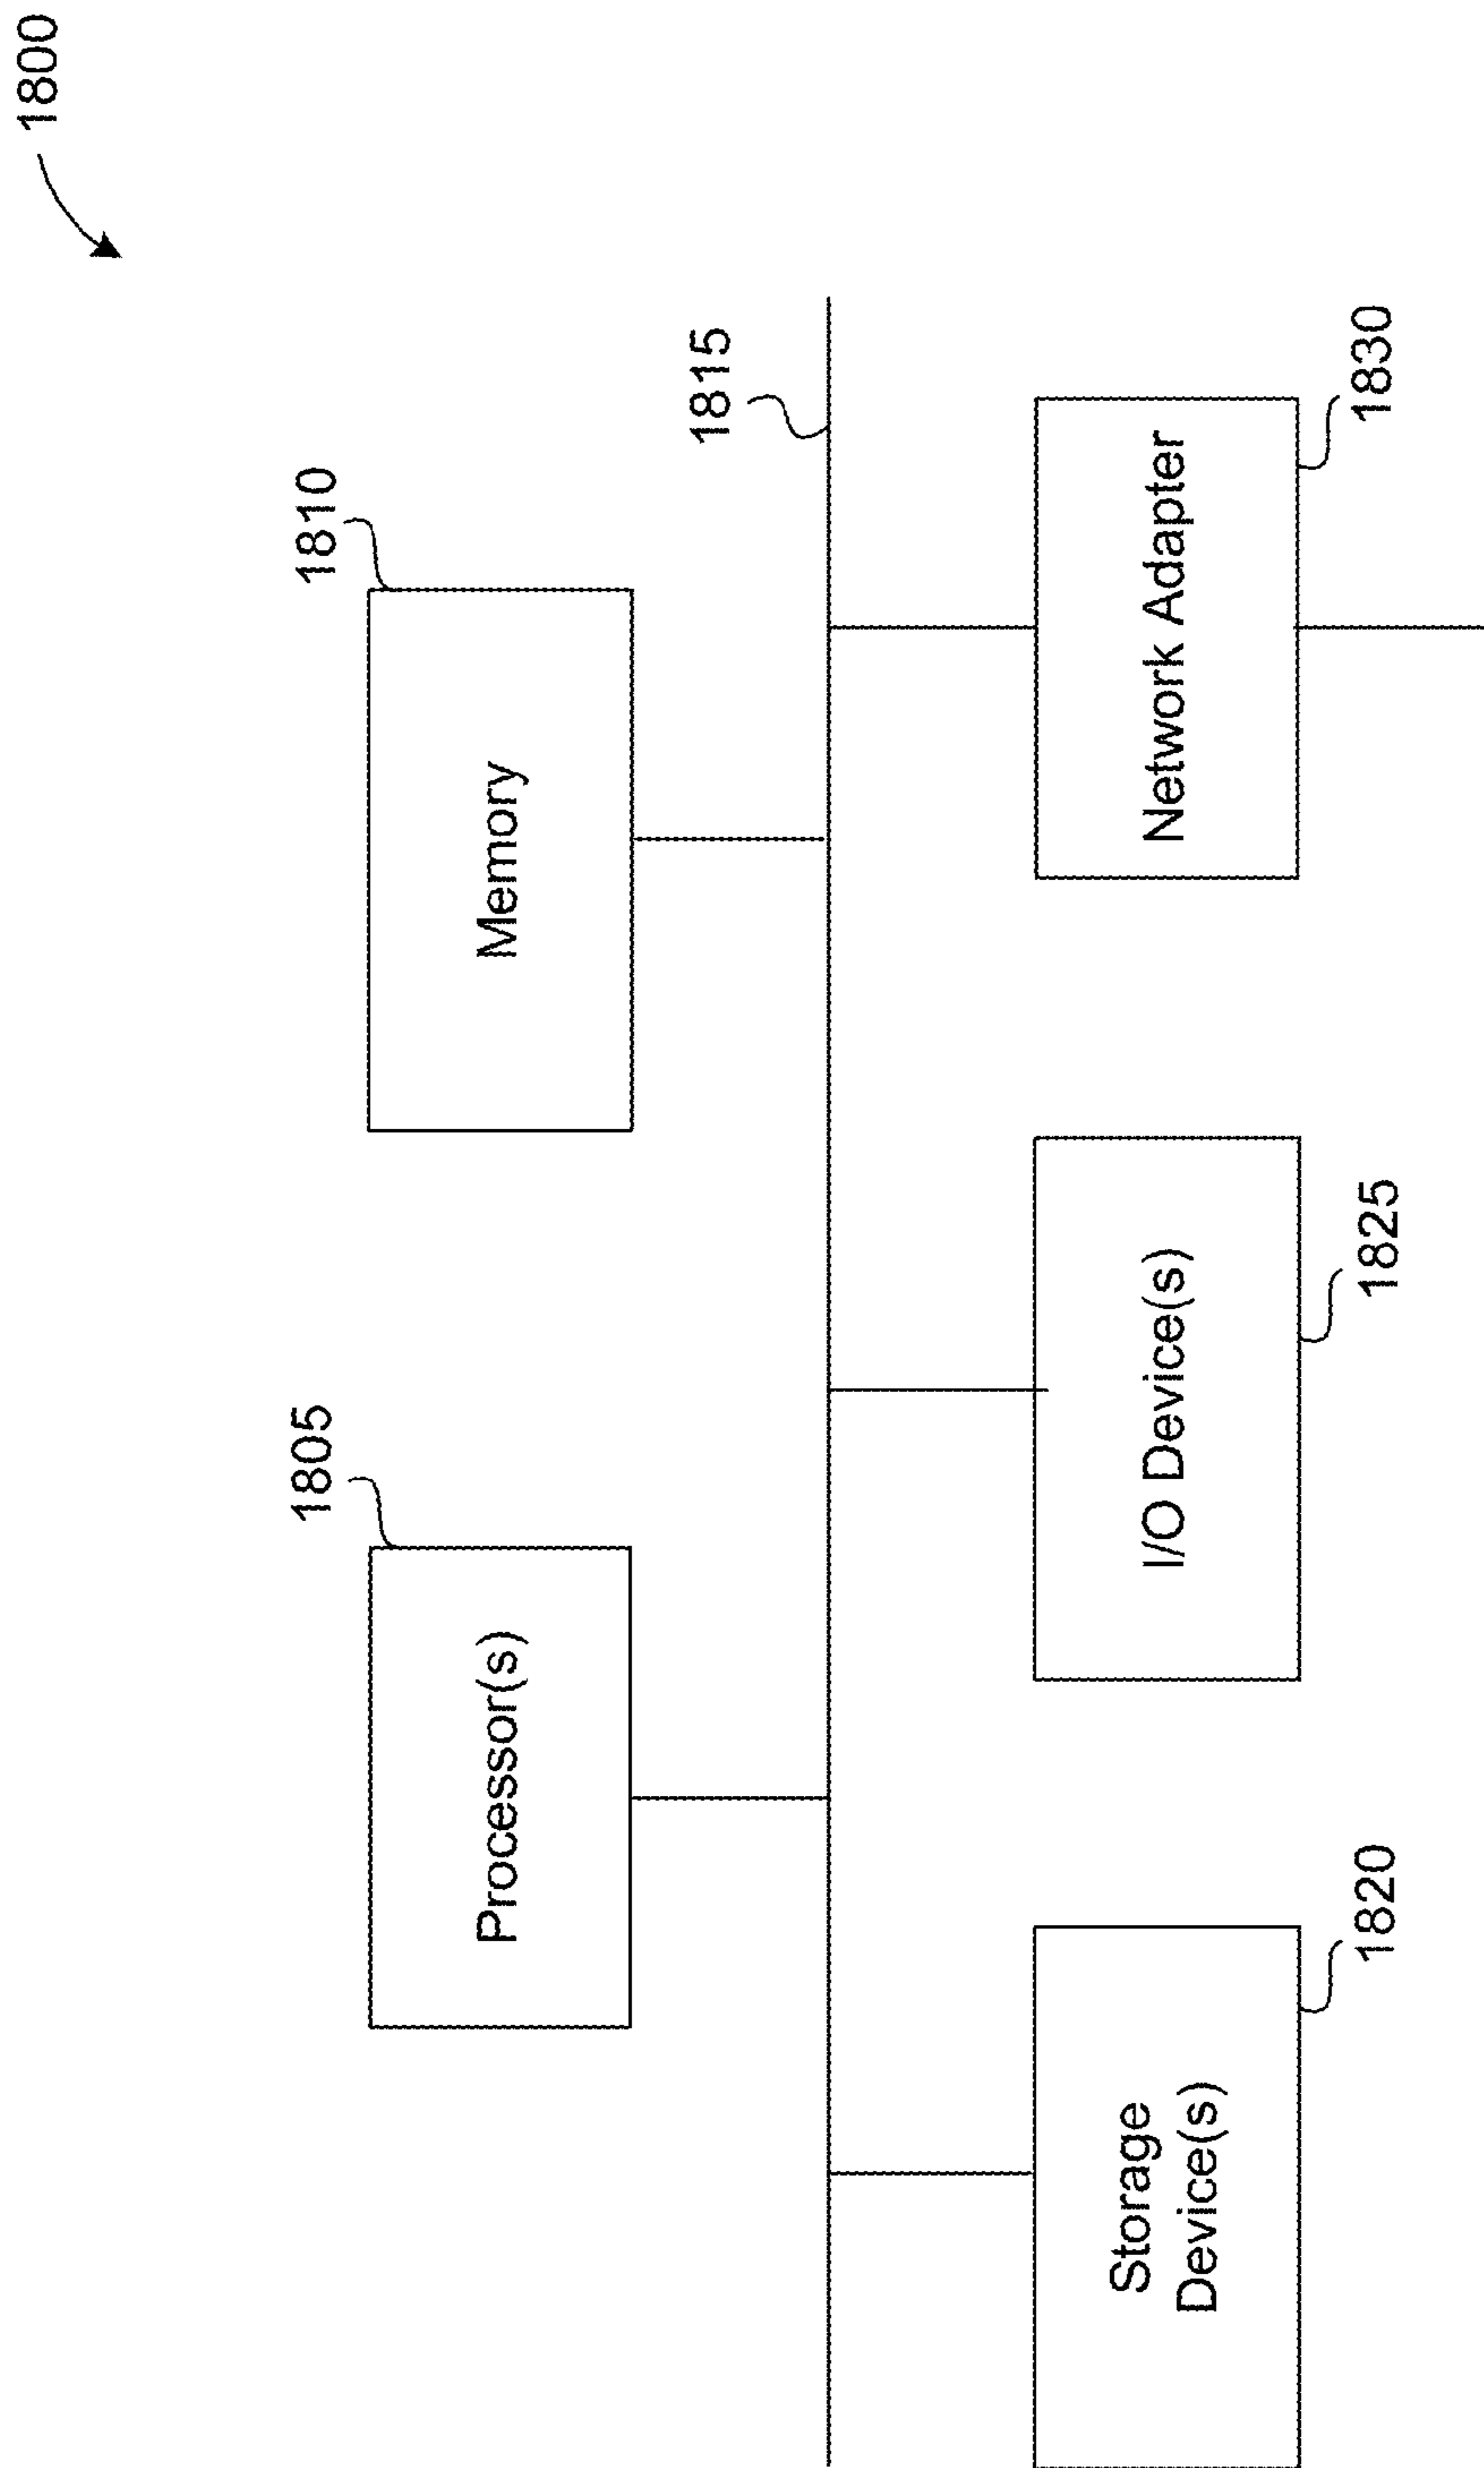 1800
1805
Processor(s)
1810
Memory
1815
Storage
Device(s)
1820
I/O Device(s)
1825
Network Adapter
1830